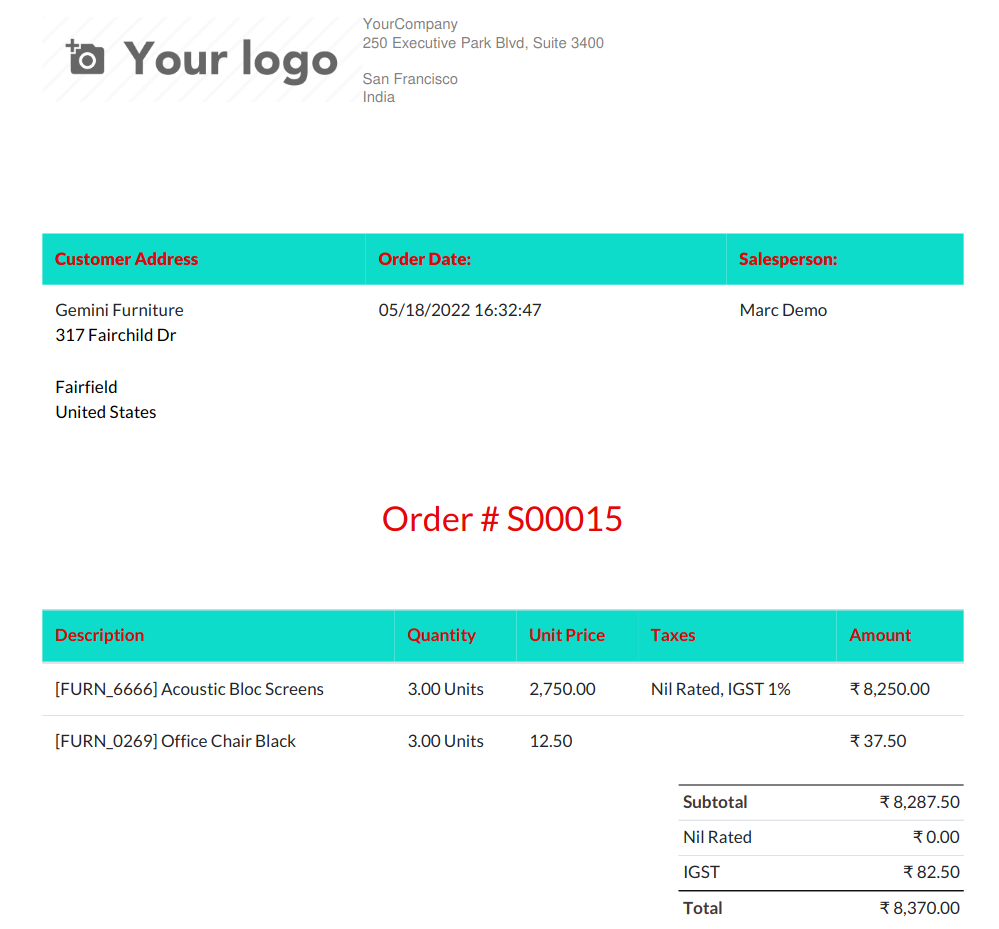 Your logo
YourCompany
250 Executive Park Blvd, Suite 3400
San Francisco
India
Customer Address Order Date: Salesperson:
Gemini Furniture 05/18/2022 16:32:47 Marc Demo
317 Fairchild Dr
Fairfield
United States
Order # S00015
Description Quantity Unit Price Taxes Amount
[FURN_6666] Acoustic Bloc Screens 3.00 Units 2,750.00 Nil Rated, IGST 1% ₹ 8,250.00
[FURN_0269] Office Chair Black 3.00 Units 12.50 ₹ 37.50
Subtotal ₹ 8,287.50
Nil Rated ₹ 0.00
IGST ₹ 82.50
Total ₹ 8,370.00